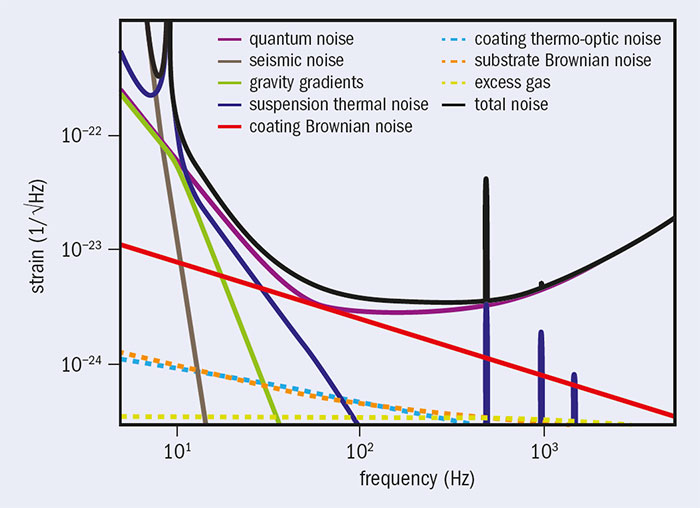 quantum noise
seismic noise
gravity gradients
suspension thermal noise
coating Brownian noise
coating thermo-optic noise
substrate Brownian noise
excess gas
total noise
strain (1/√Hz)
10⁻²²
10⁻²³
10⁻²⁴
10¹
10²
10³
frequency (Hz)